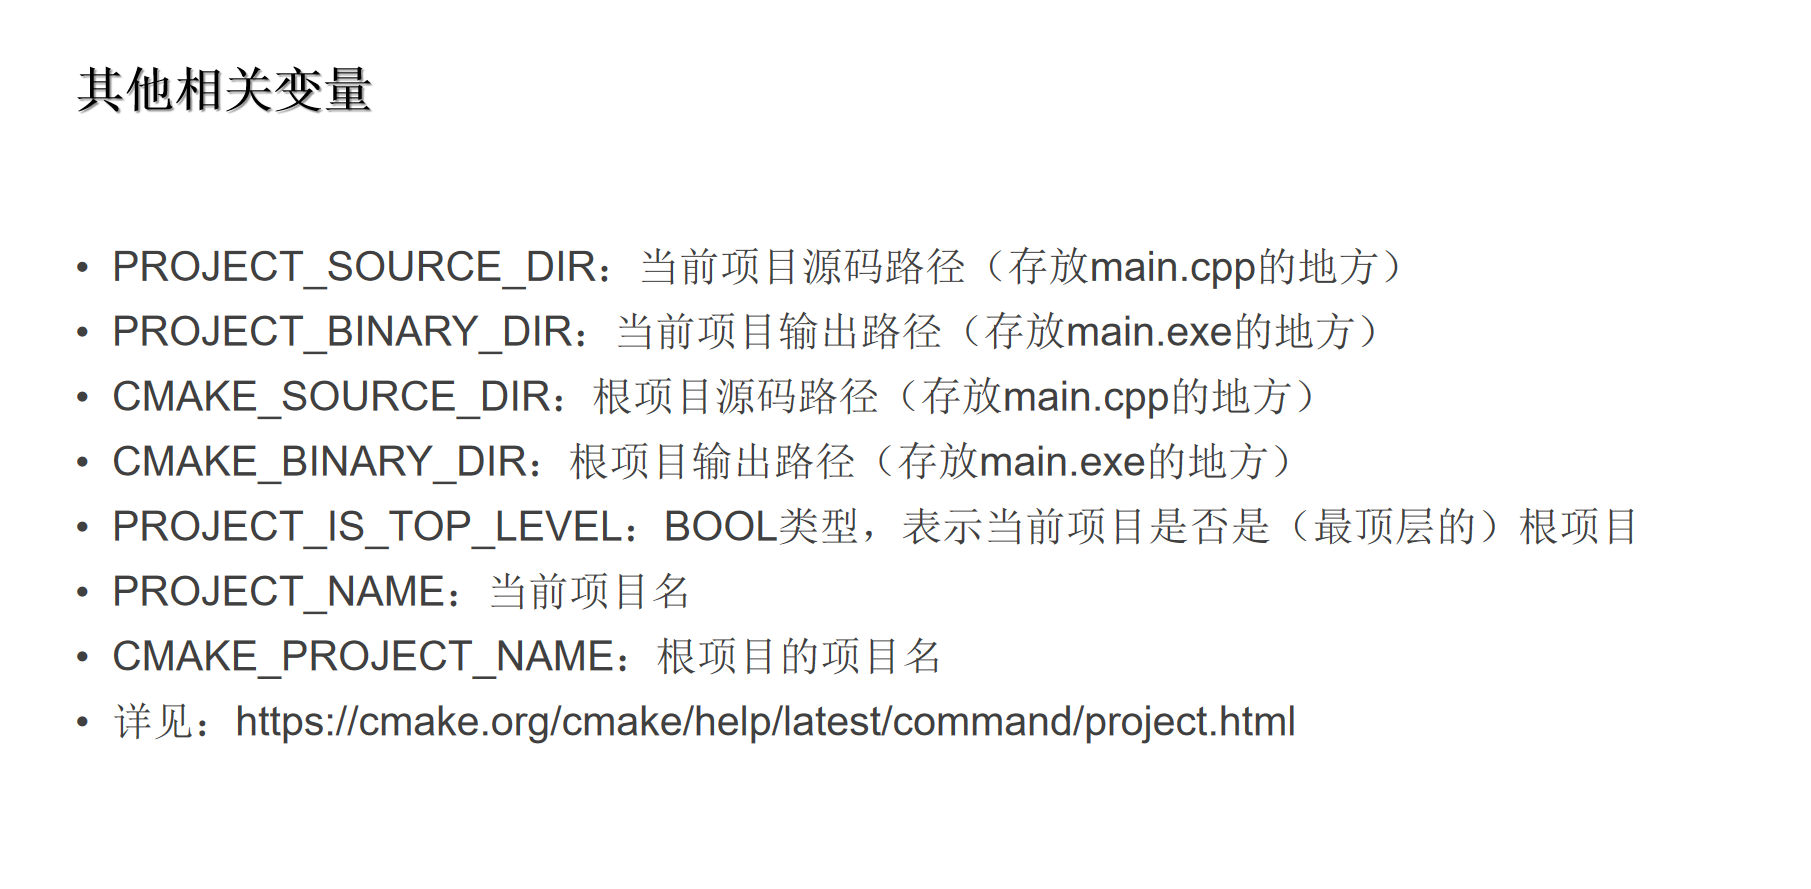 其他相关变量
• PROJECT_SOURCE_DIR：当前项目源码路径（存放main.cpp的地方）
• PROJECT_BINARY_DIR：当前项目输出路径（存放main.exe的地方）
• CMAKE_SOURCE_DIR：根项目源码路径（存放main.cpp的地方）
• CMAKE_BINARY_DIR：根项目输出路径（存放main.exe的地方）
• PROJECT_IS_TOP_LEVEL：BOOL类型，表示当前项目是否是（最顶层的）根项目
• PROJECT_NAME：当前项目名
• CMAKE_PROJECT_NAME：根项目的项目名
• 详见：https://cmake.org/cmake/help/latest/command/project.html